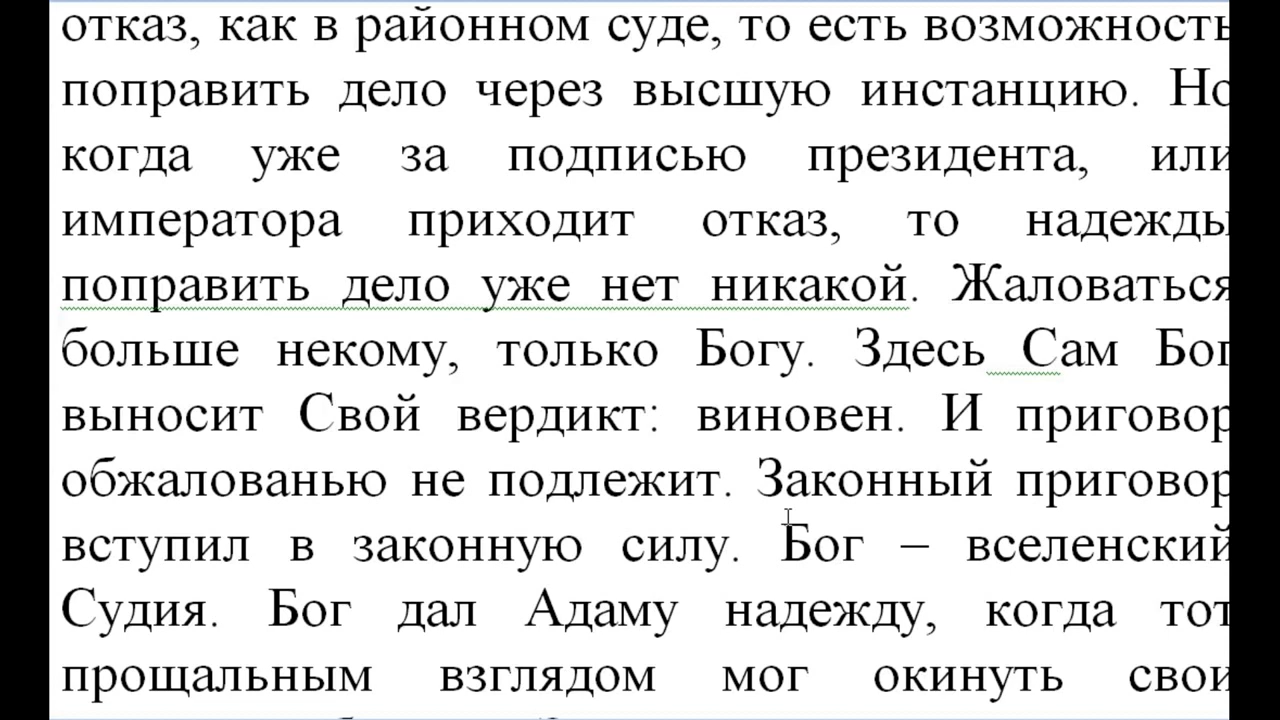 отказ, как в районном суде, то есть возможность
поправить дело через высшую инстанцию. Но
когда уже за подписью президента, или
императора приходит отказ, то надежды
поправить дело уже нет никакой. Жаловаться
больше некому, только Богу. Здесь Сам Бог
выносит Свой вердикт: виновен. И приговор
обжалованью не подлежит. Законный приговор
вступил в законную силу. Бог – вселенский
Судия. Бог дал Адаму надежду, когда тот
прощальным взглядом мог окинуть свои